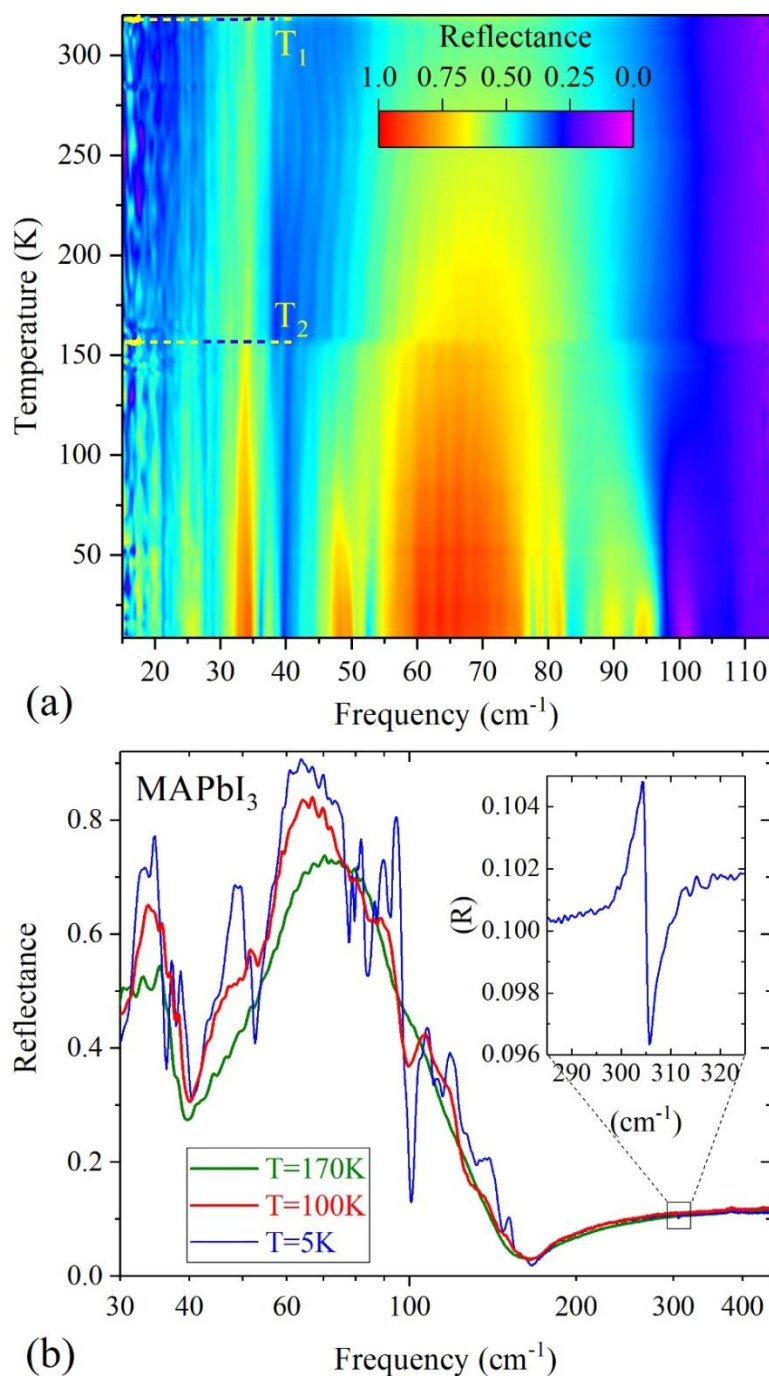 Reflectance
1.0 0.75 0.50 0.25 0.0
T₁
T₂
300
250
200
150
100
50
Temperature (K)
20 30 40 50 60 70 80 90 100 110
Frequency (cm⁻¹)
(a)
MAPbI₃
0.8
0.6
0.4
0.2
0.0
Reflectance
T=170K
T=100K
T=5K
0.104
0.102
0.100
0.098
0.096
(R)
290 300 310 320
(cm⁻¹)
30 40 60 100 200 300 400
Frequency (cm⁻¹)
(b)